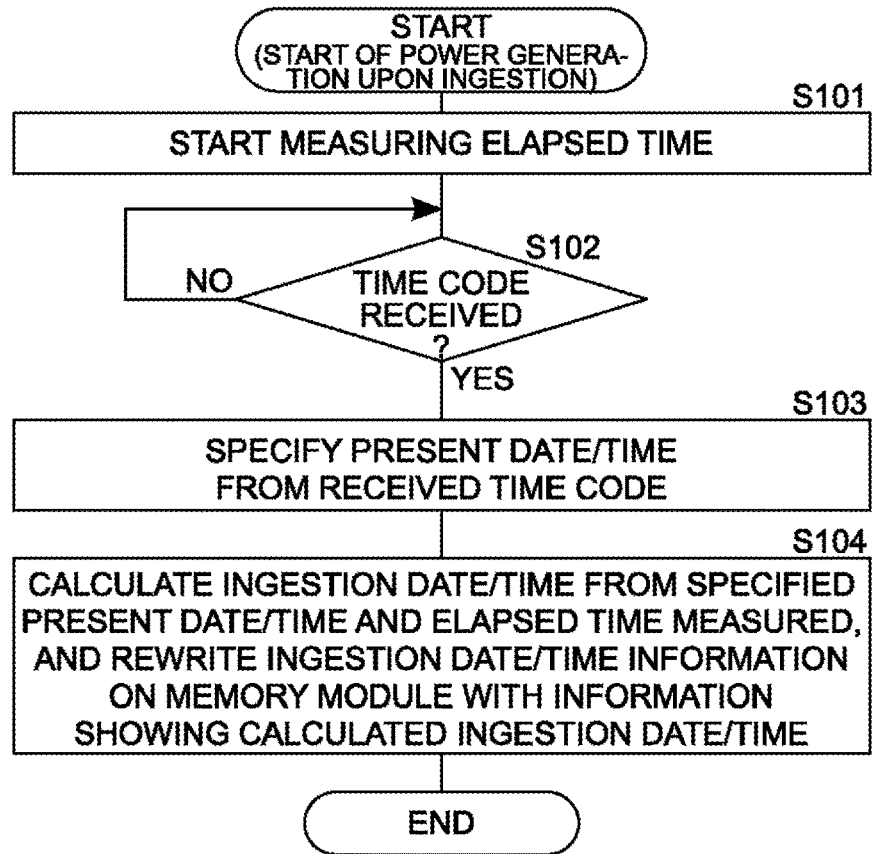 START
(START OF POWER GENERA-
TION UPON INGESTION)
S101
START MEASURING ELAPSED TIME
S102
NO
TIME CODE
RECEIVED
?
YES
S103
SPECIFY PRESENT DATE/TIME
FROM RECEIVED TIME CODE
S104
CALCULATE INGESTION DATE/TIME FROM SPECIFIED
PRESENT DATE/TIME AND ELAPSED TIME MEASURED,
AND REWRITE INGESTION DATE/TIME INFORMATION
ON MEMORY MODULE WITH INFORMATION
SHOWING CALCULATED INGESTION DATE/TIME
END